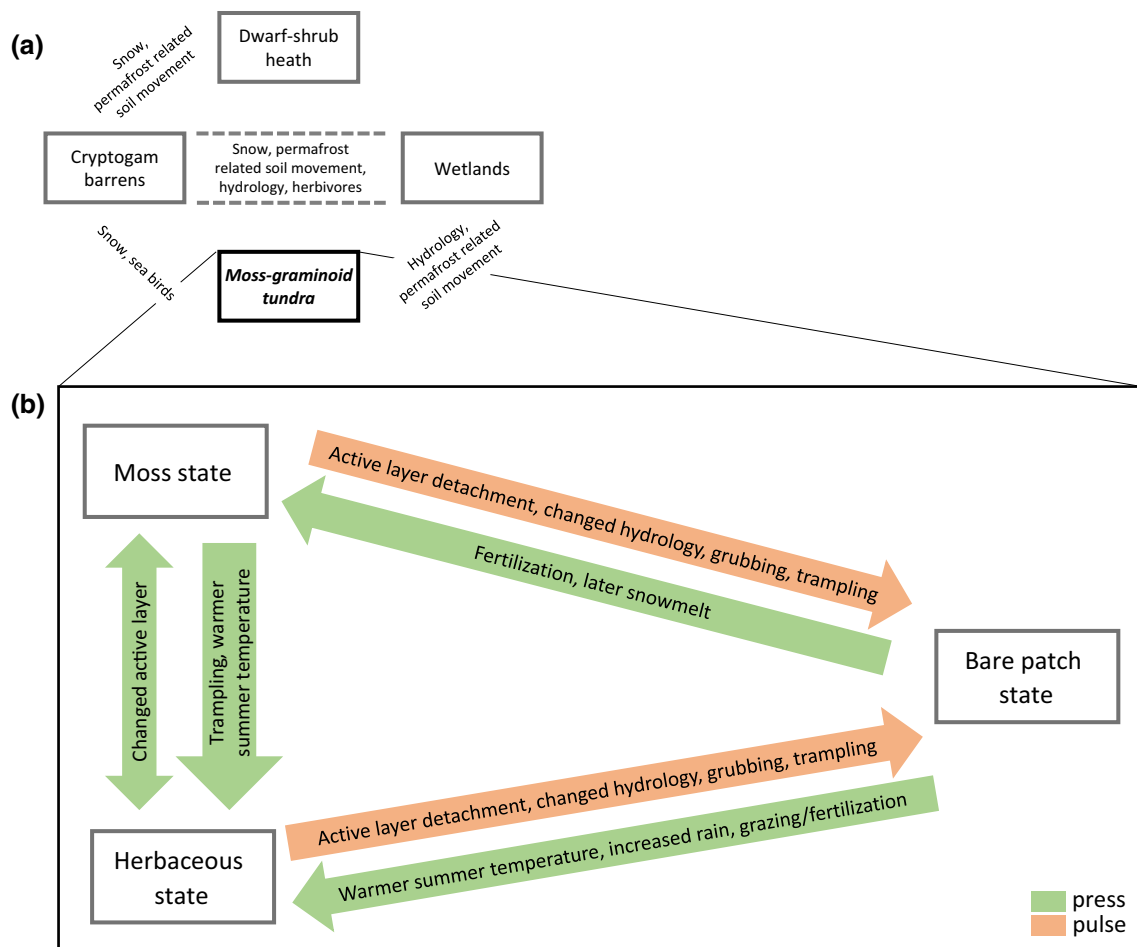 (a)
Dwarf-shrub
heath
Snow,
permafrost related
soil movement
Cryptogam
barrens
Snow, permafrost
related soil movement,
hydrology, herbivores
Wetlands
Snow, sea birds
Moss-graminoid
tundra
Hydrology,
permafrost related
soil movement
(b)
Moss state
Active layer detachment, changed hydrology, grubbing, trampling
Fertilization, later snowmelt
Changed active layer
Trampling, warmer
summer temperature
Bare patch
state
Active layer detachment, changed hydrology, grubbing, trampling
Warmer summer temperature, increased rain, grazing/fertilization
Herbaceous
state
press
pulse